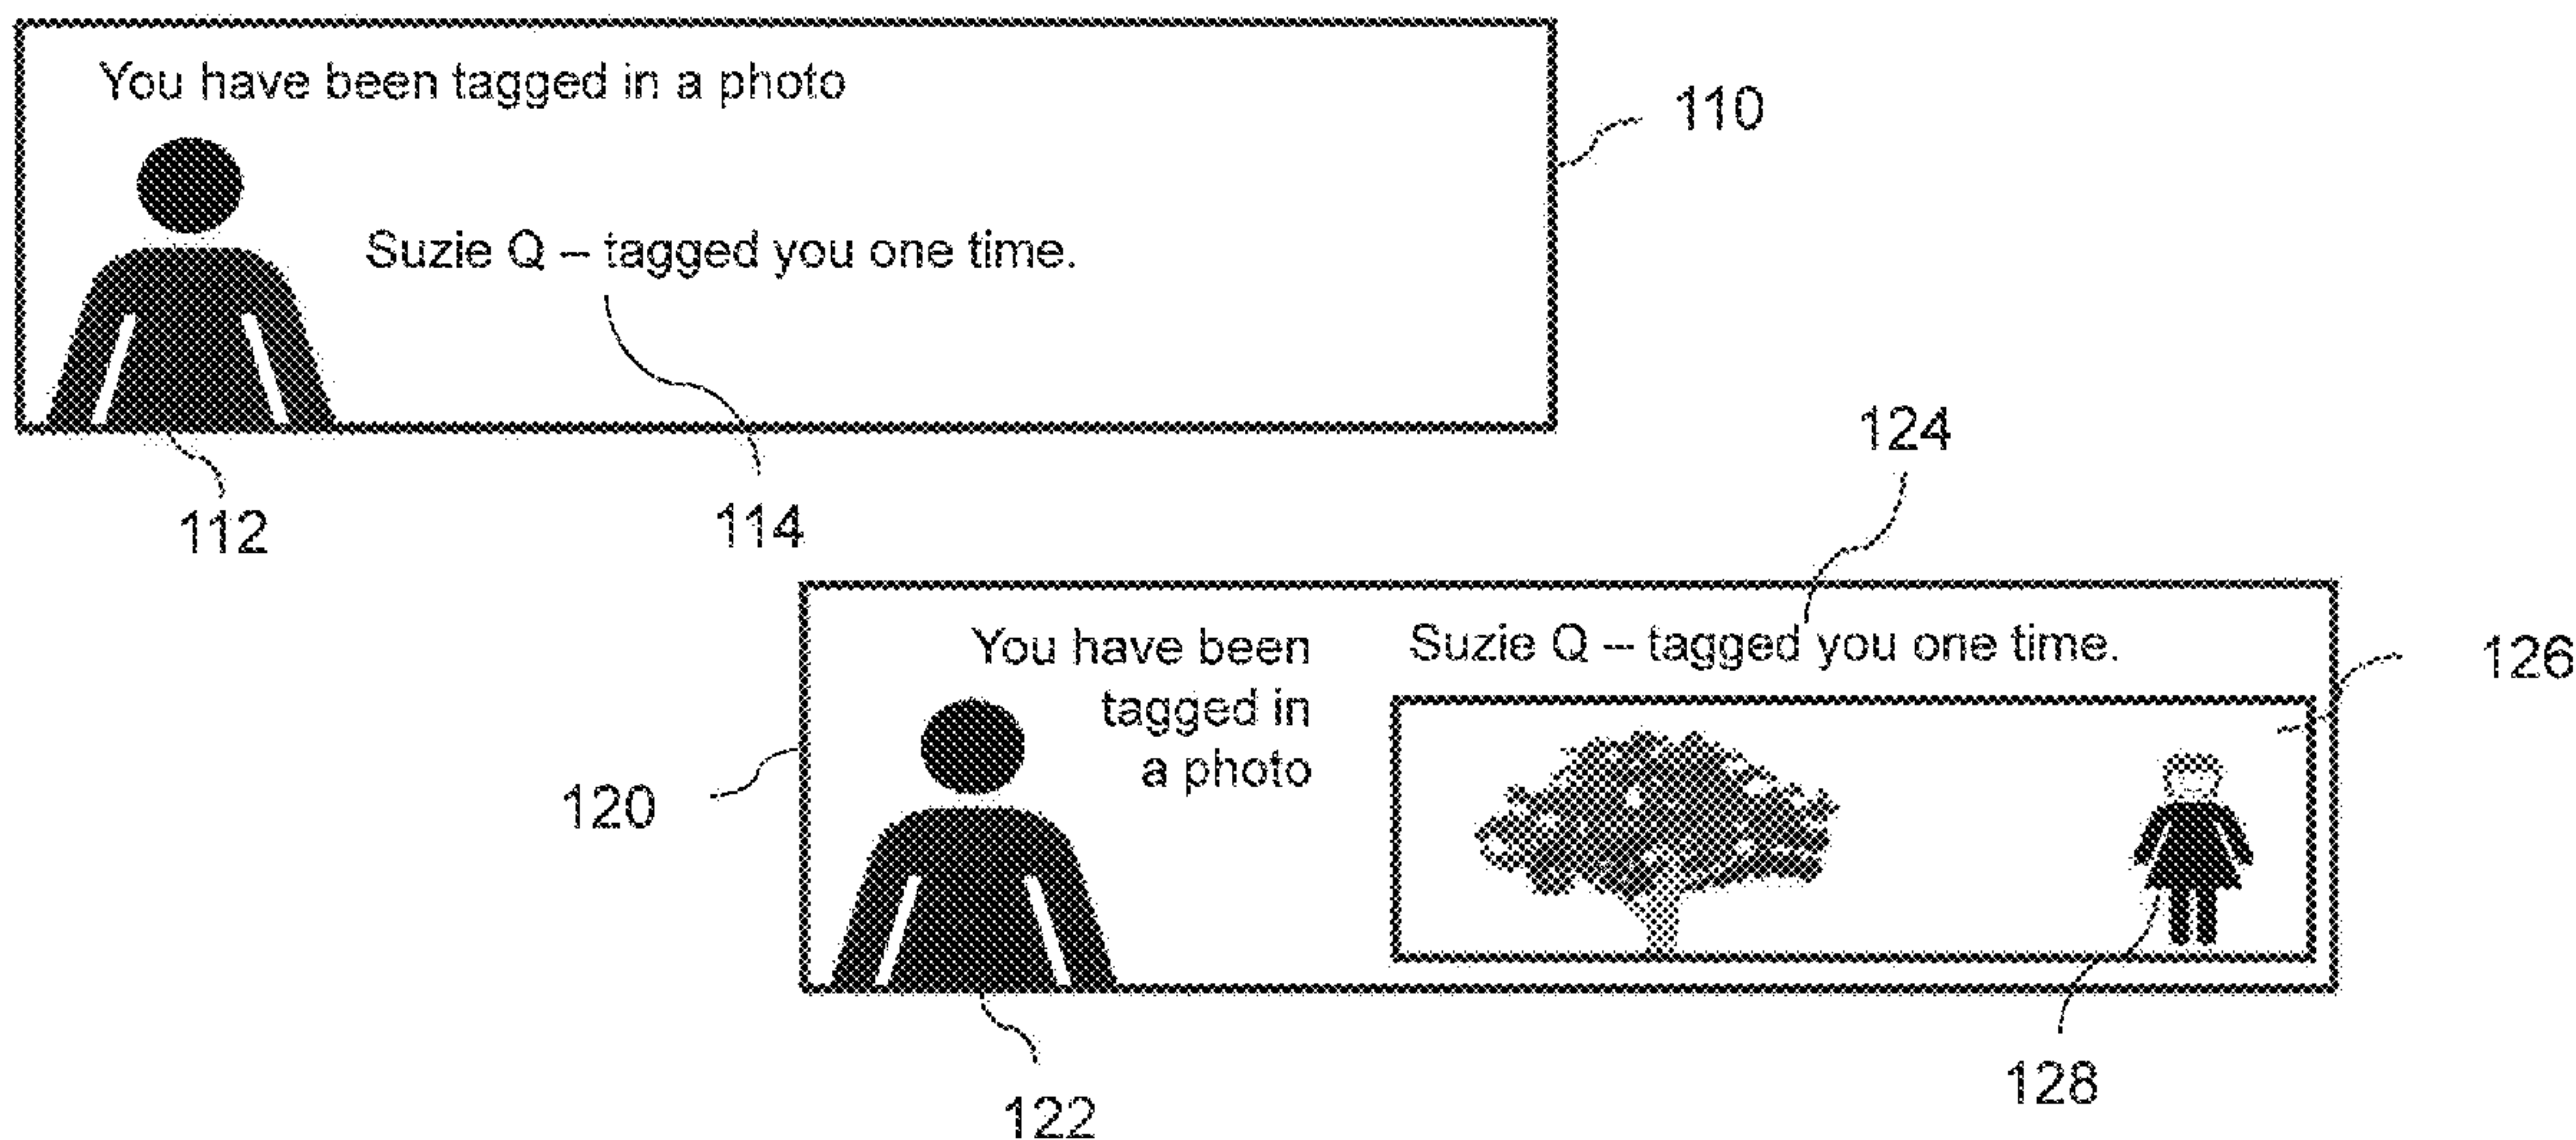 You have been tagged in a photo
110
Suzie Q -- tagged you one time.
112
114
124
You have been
tagged in
a photo
Suzie Q -- tagged you one time.
126
120
128
122